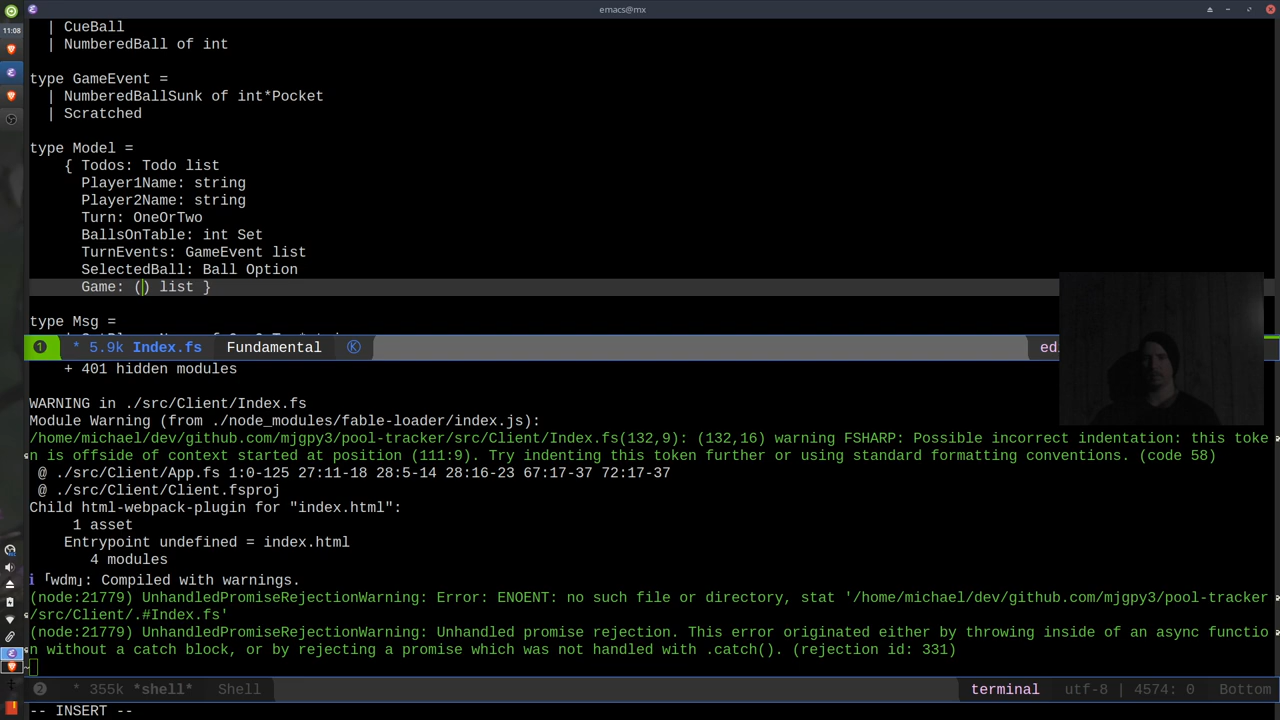 emacs@mx
11:08
| CueBall
| NumberedBall of int
type GameEvent =
| NumberedBallSunk of int*Pocket
| Scratched
type Model =
{ Todos: Todo list
Player1Name: string
Player2Name: string
Turn: OneOrTwo
BallsOnTable: int Set
TurnEvents: GameEvent list
SelectedBall: Ball Option
Game: () list }
type Msg =
1 * 5.9k Index.fs Fundamental K edi
+ 401 hidden modules
WARNING in ./src/Client/Index.fs
Module Warning (from ./node_modules/fable-loader/index.js):
/home/michael/dev/github.com/mjgpy3/pool-tracker/src/Client/Index.fs(132,9): (132,16) warning FSHARP: Possible incorrect indentation: this toke
n is offside of context started at position (111:9). Try indenting this token further or using standard formatting conventions. (code 58)
@ ./src/Client/App.fs 1:0-125 27:11-18 28:5-14 28:16-23 67:17-37 72:17-37
@ ./src/Client/Client.fsproj
Child html-webpack-plugin for "index.html":
1 asset
Entrypoint undefined = index.html
4 modules
ℹ ｢wdm｣: Compiled with warnings.
(node:21779) UnhandledPromiseRejectionWarning: Error: ENOENT: no such file or directory, stat '/home/michael/dev/github.com/mjgpy3/pool-tracker
/src/Client/.#Index.fs'
(node:21779) UnhandledPromiseRejectionWarning: Unhandled promise rejection. This error originated either by throwing inside of an async functio
n without a catch block, or by rejecting a promise which was not handled with .catch(). (rejection id: 331)
2 * 355k *shell* Shell terminal utf-8 | 4574: 0 Bottom
-- INSERT --